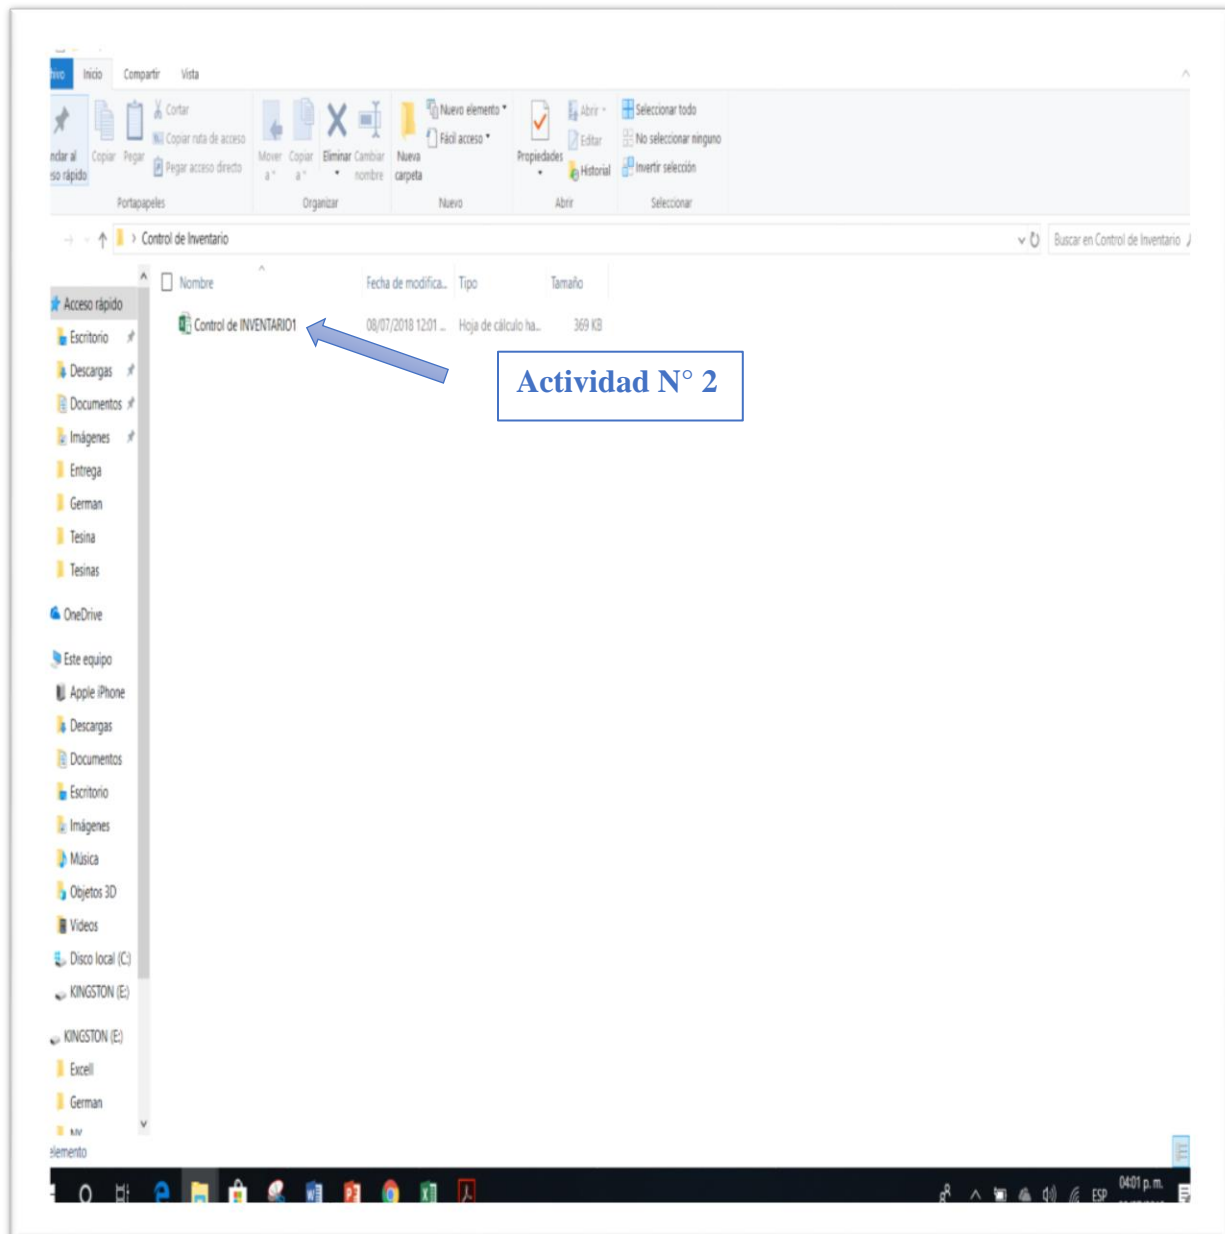 hivo Inicio Compartir Vista
ndar al
so rápido
Copiar Pegar
Cortar
Copiar ruta de acceso
Pegar acceso directo
Portapapeles
Mover a Copiar a Eliminar Cambiar nombre
Organizar
Nueva carpeta
Nuevo elemento
Fácil acceso
Nuevo
Propiedades
Abrir
Editar
Historial
Abrir
Seleccionar todo
No seleccionar ninguno
Invertir selección
Seleccionar
> Control de Inventario
Buscar en Control de Inventario
Nombre Fecha de modifica... Tipo Tamaño
Control de INVENTARIO1 08/07/2018 12:01 ... Hoja de cálculo ha... 369 KB
Actividad N° 2
Acceso rápido
Escritorio
Descargas
Documentos
Imágenes
Entrega
German
Tesina
Tesinas
OneDrive
Este equipo
Apple iPhone
Descargas
Documentos
Escritorio
Imágenes
Música
Objetos 3D
Videos
Disco local (C:)
KINGSTON (E:)
KINGSTON (E:)
Excell
German
elemento
ESP
04:01 p. m.